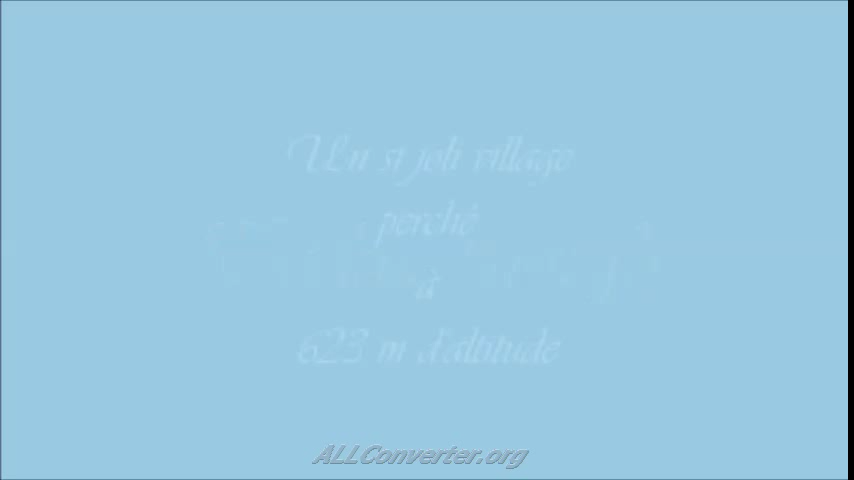 Un si joli village
perché
à
623 m d'altitude
ALLConverter.org